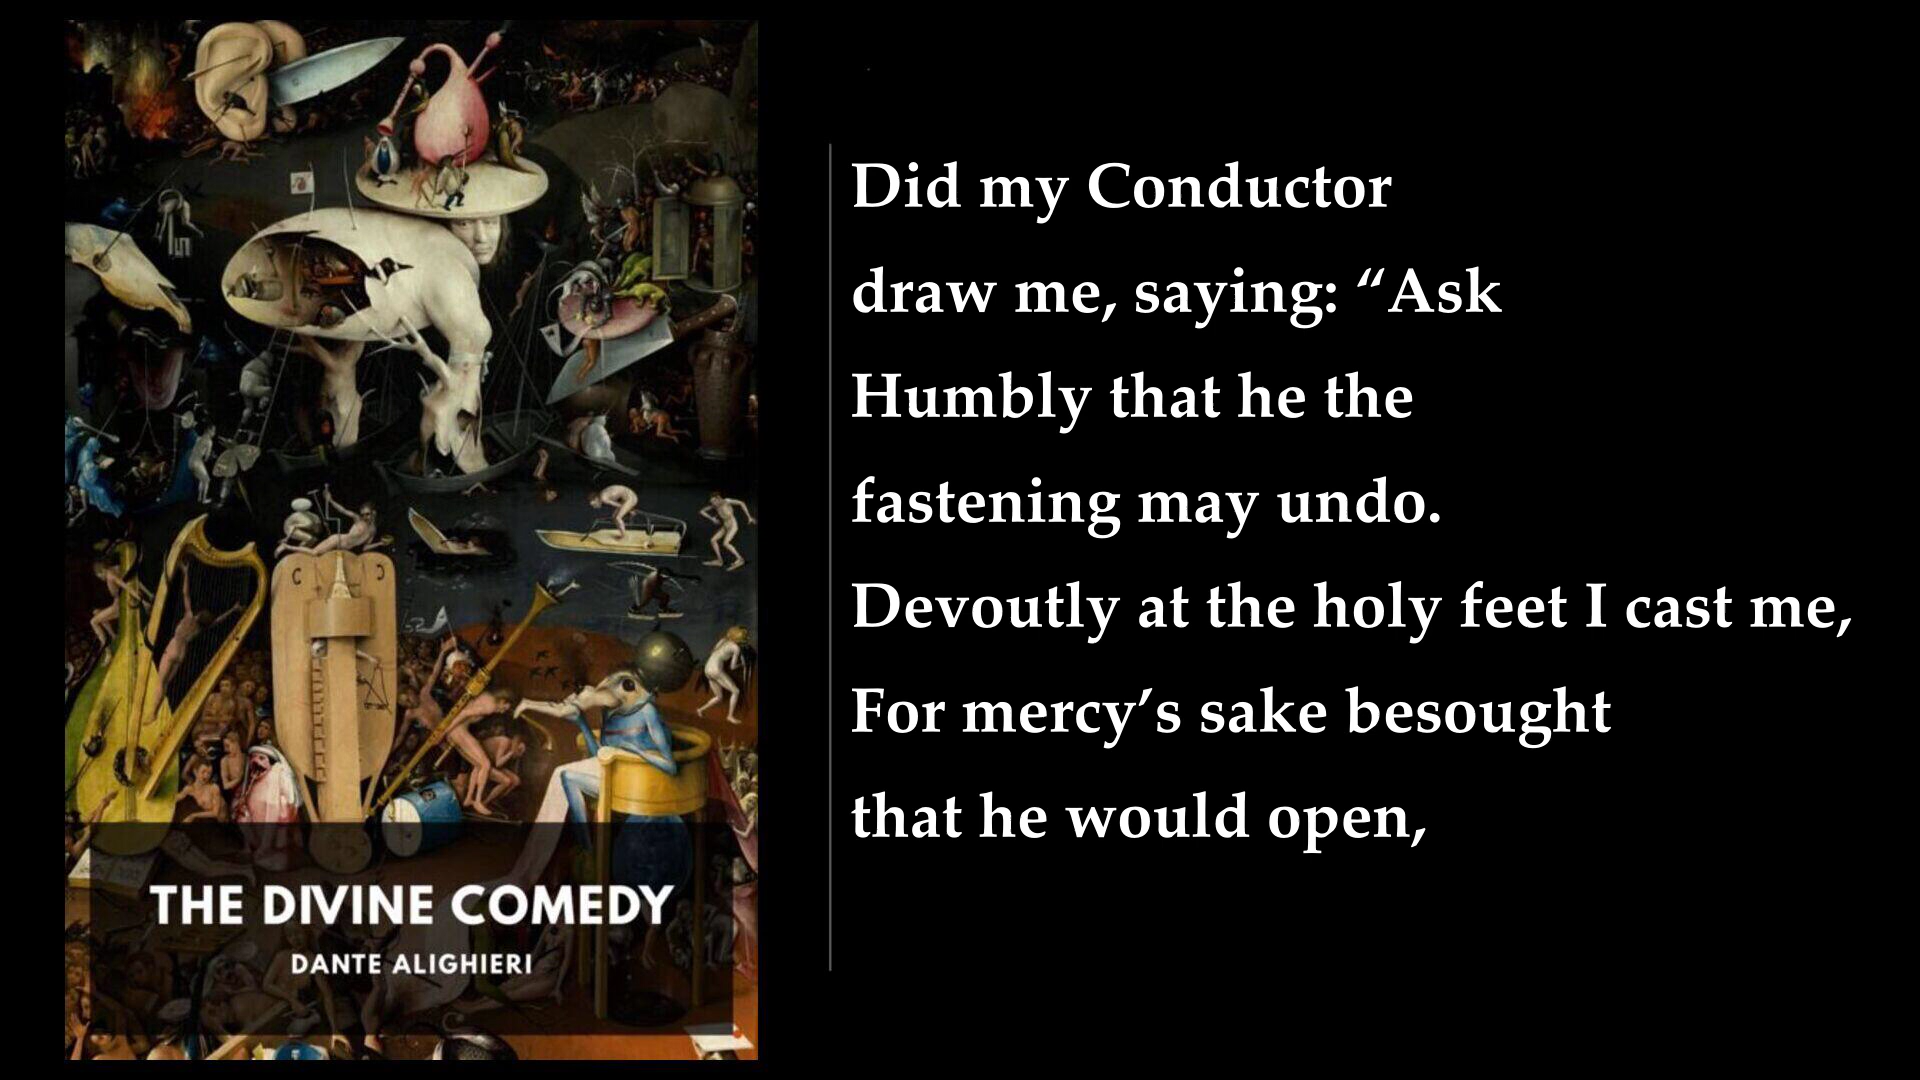 THE DIVINE COMEDY
DANTE ALIGHIERI
Did my Conductor
draw me, saying: “Ask
Humbly that he the
fastening may undo.
Devoutly at the holy feet I cast me,
For mercy’s sake besought
that he would open,